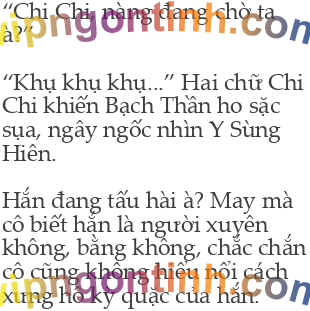 “Chi Chi, nàng đang chờ ta
à?”
“Khụ khụ khụ...” Hai chữ Chi
Chi khiến Bạch Thần ho sặc
sụa, ngây ngốc nhìn Y Sùng
Hiên.
Hắn đang tấu hài à? May mà
cô biết hắn là người xuyên
không, bằng không, chắc chắn
cô cũng không hiểu nổi cách
xưng hô kỳ quặc của hắn.
vipngontinh.com
vipngontinh.com